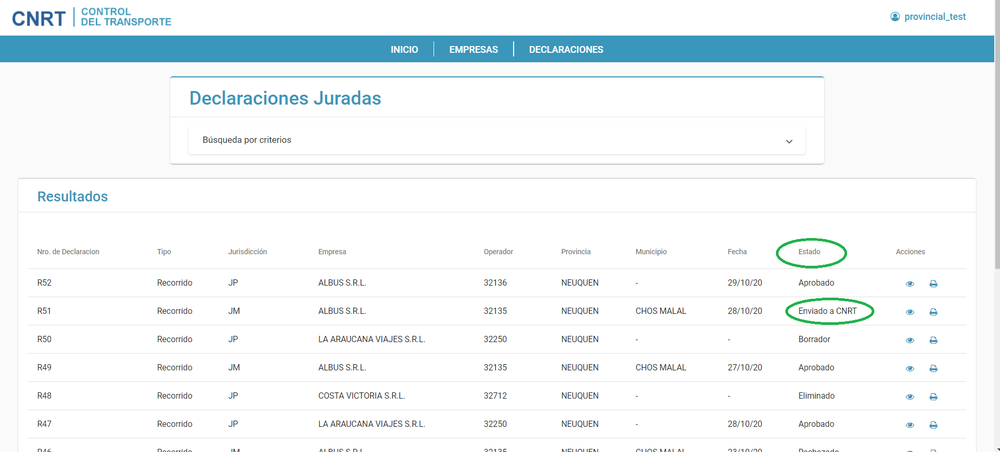 CNRT CONTROL
DEL TRANSPORTE
provincial_test
INICIO EMPRESAS DECLARACIONES
Declaraciones Juradas
Búsqueda por criterios
Resultados
Nro. de Declaracion Tipo Jurisdicción Empresa Operador Provincia Municipio Fecha Estado Acciones
R52 Recorrido JP ALBUS S.R.L. 32136 NEUQUEN - 29/10/20 Aprobado
R51 Recorrido JM ALBUS S.R.L. 32135 NEUQUEN CHOS MALAL 28/10/20 Enviado a CNRT
R50 Recorrido JP LA ARAUCANA VIAJES S.R.L. 32250 NEUQUEN - - Borrador
R49 Recorrido JM ALBUS S.R.L. 32135 NEUQUEN CHOS MALAL 27/10/20 Aprobado
R48 Recorrido JP COSTA VICTORIA S.R.L. 32712 NEUQUEN - - Eliminado
R47 Recorrido JP LA ARAUCANA VIAJES S.R.L. 32250 NEUQUEN - 28/10/20 Aprobado
R46 Recorrido JM ALBUS S.R.L. 32135 NEUQUEN CHOS MALAL 23/10/20 Rechazado